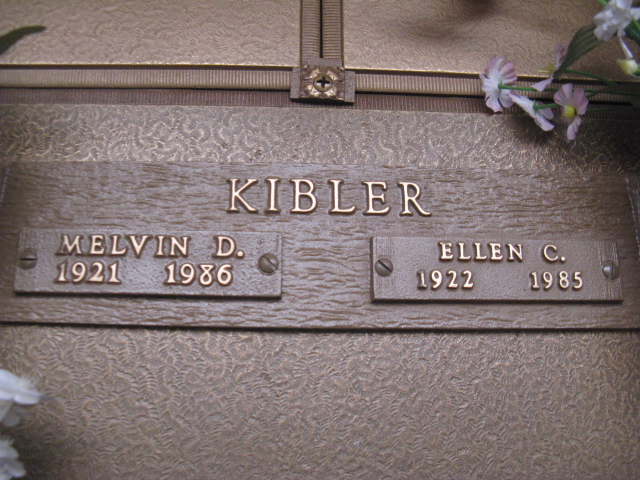 KIBLER
MELVIN D.
1921 1986
ELLEN C.
1922 1985